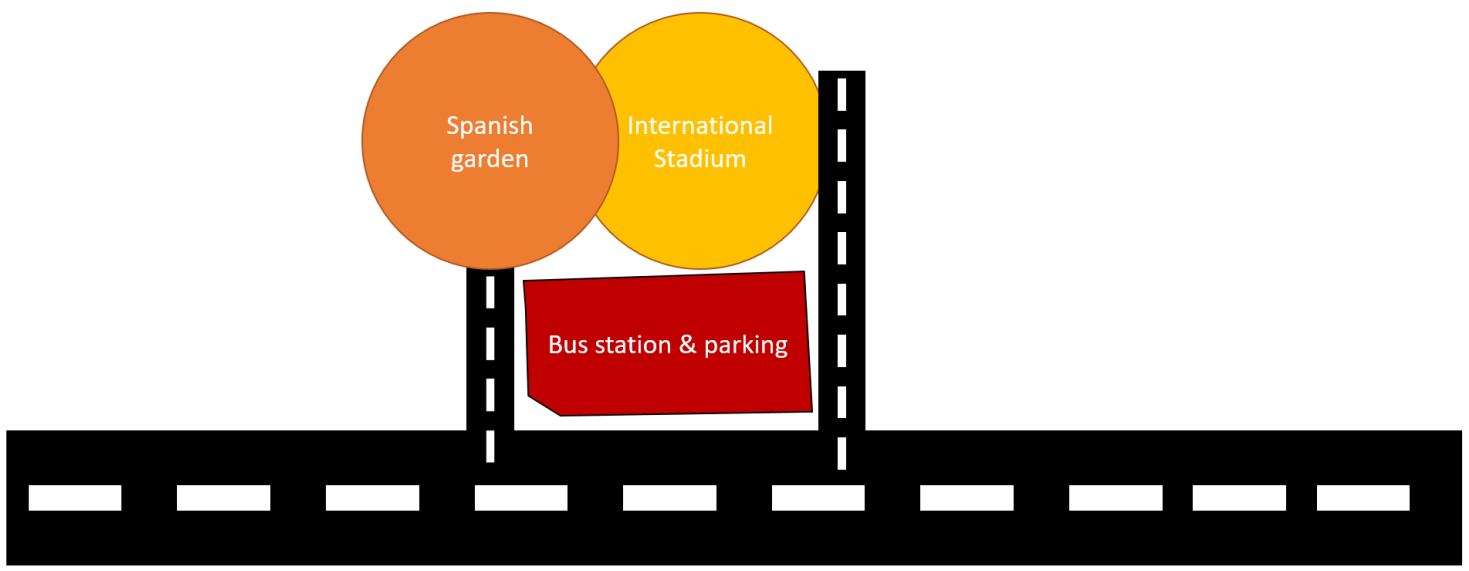 Spanish
garden
International
Stadium
Bus station & parking